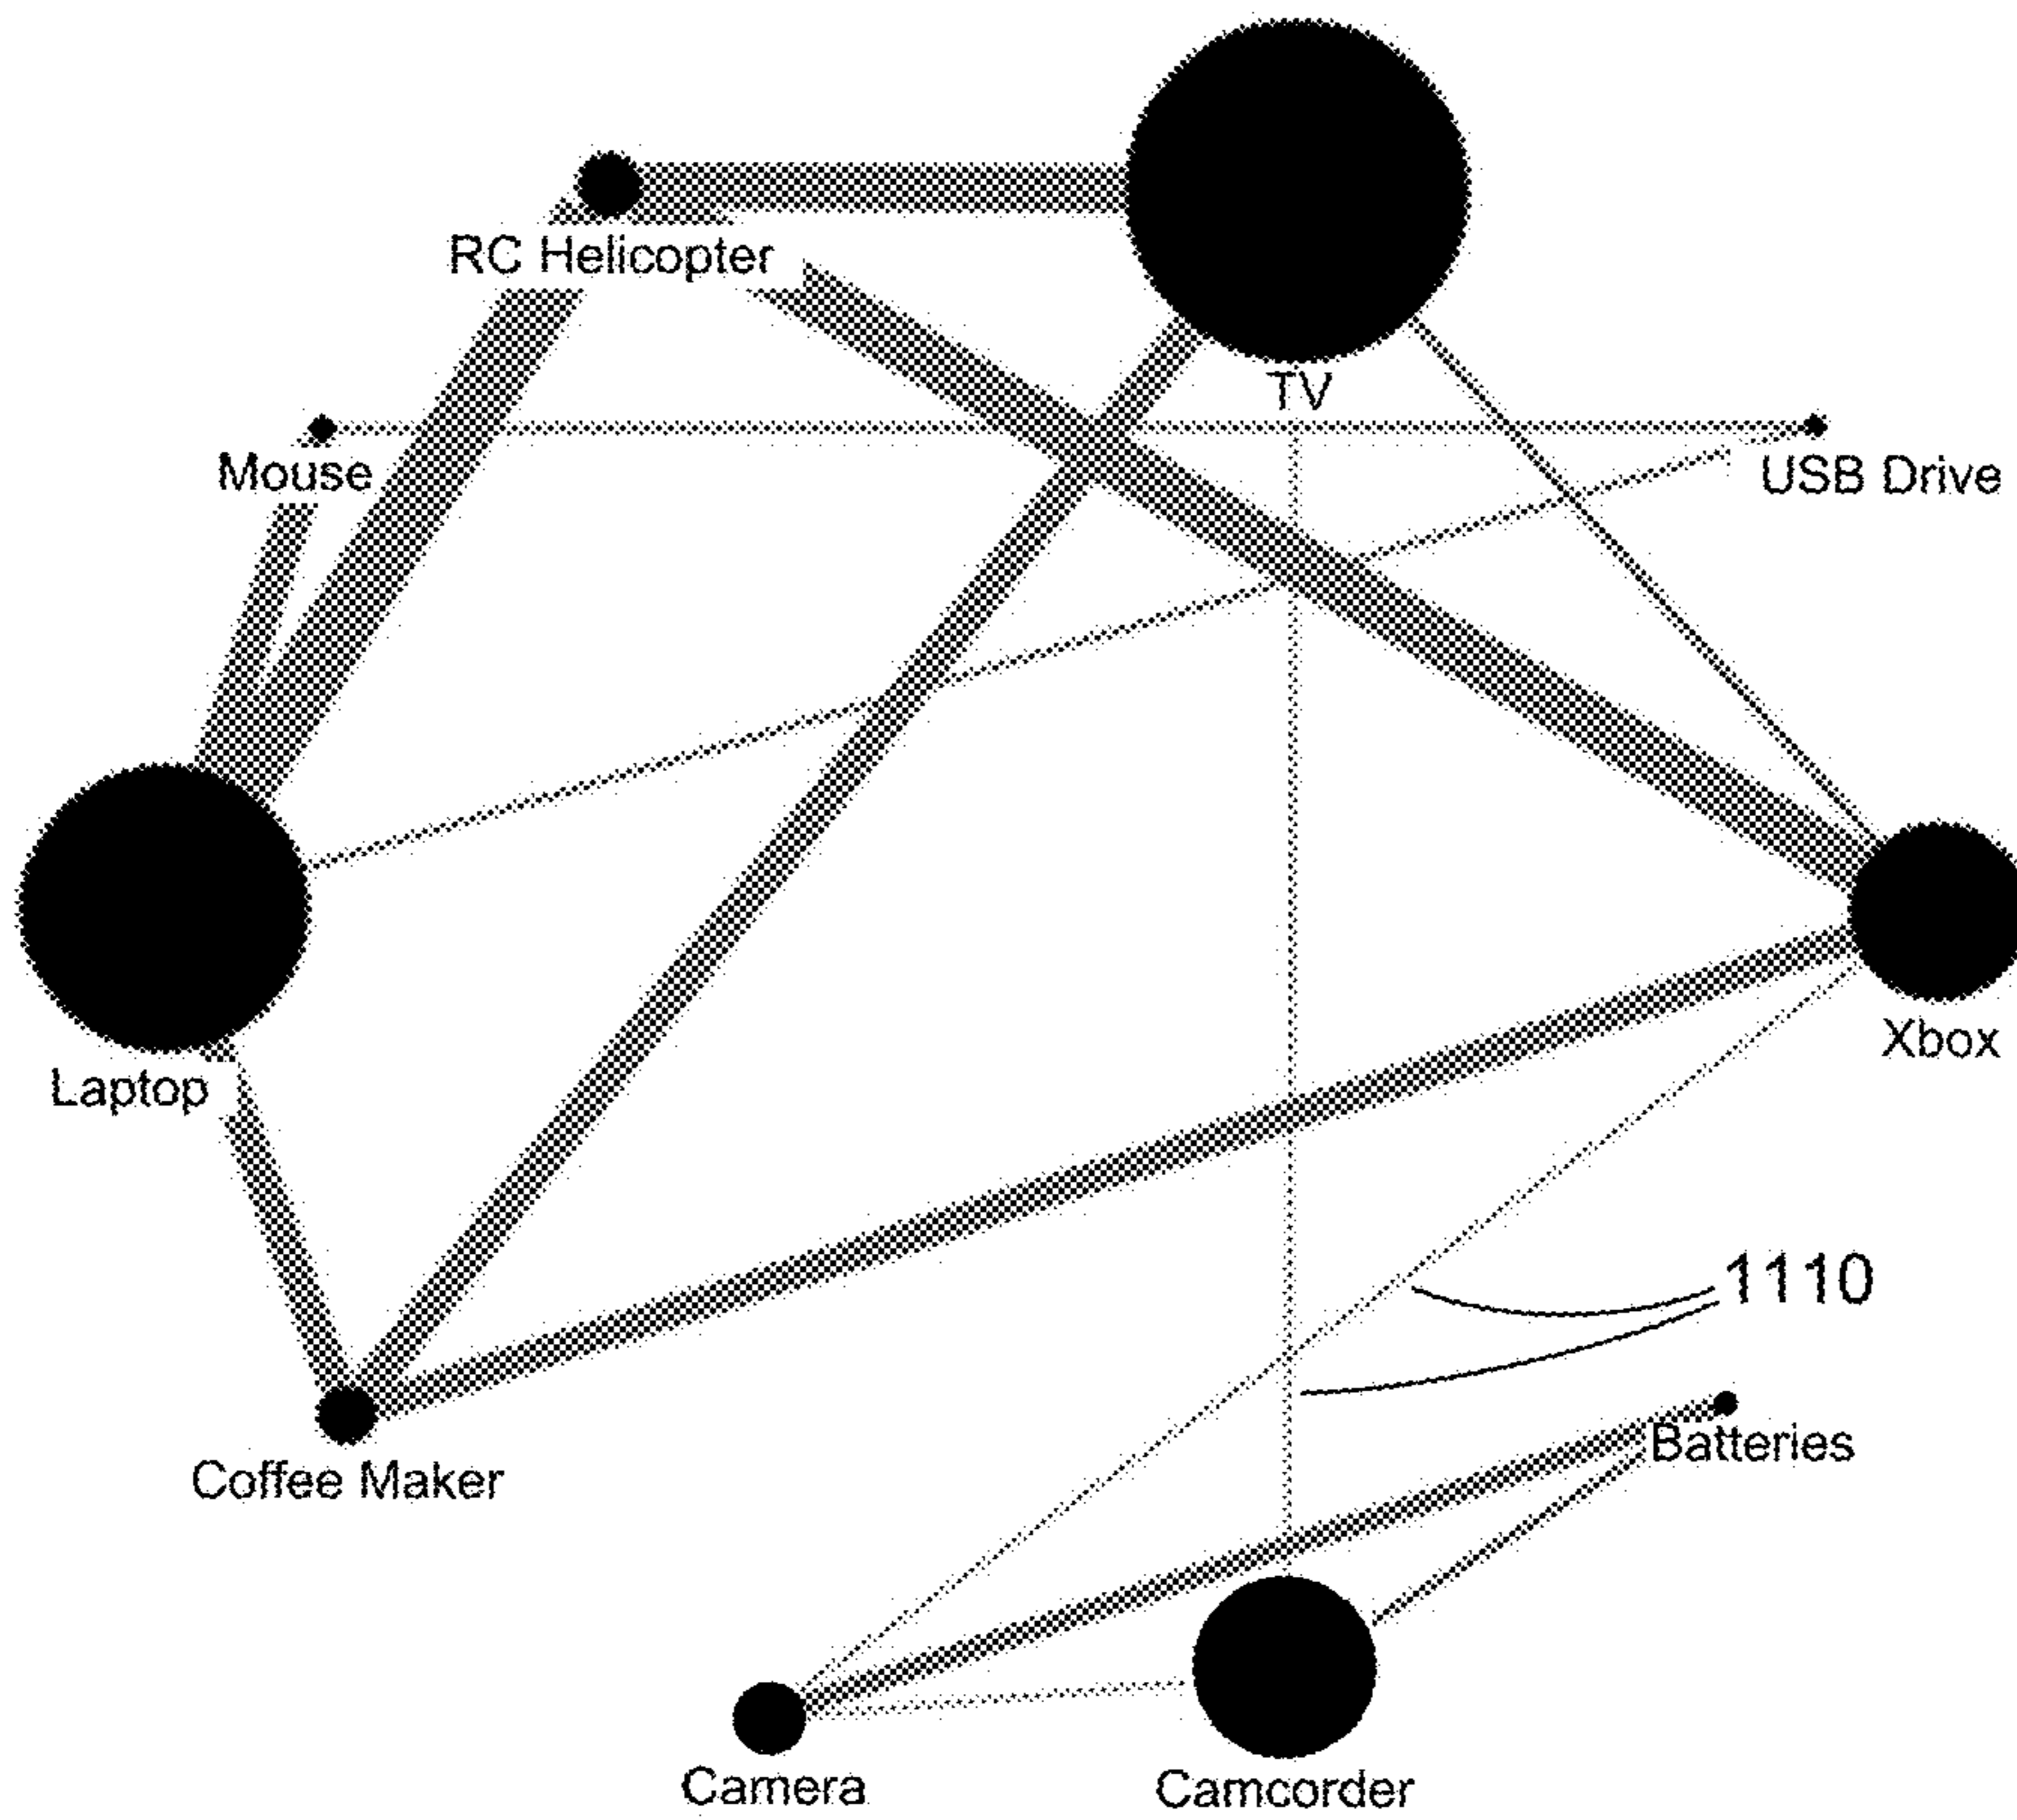 RC Helicopter
TV
Mouse
USB Drive
Laptop
Xbox
1110
Batteries
Coffee Maker
Camera
Camcorder